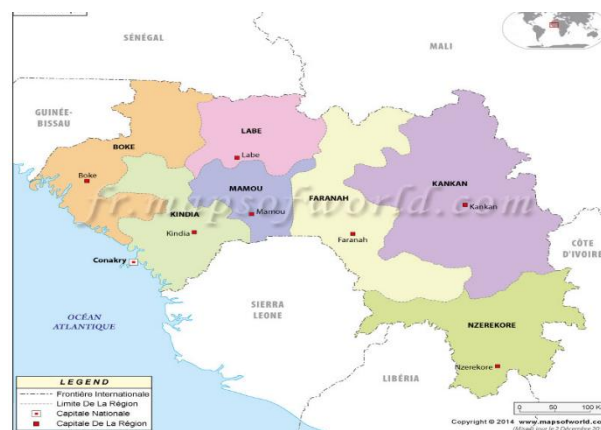 SÉNÉGAL
MALI
GUINÉE-
BISSAU
LABE
BOKE
Labe
Boke
MAMOU
KANKAN
FARANAH
fr.mapsofworld.com
KINDIA
Mamou
Kankan
Kindia
Faranah
CÔTE
D'IVOIRE
Conakry
SIERRA
LEONE
OCÉAN
ATLANTIQUE
NZEREKORE
Nzerekore
LIBÉRIA
LEGEND
Frontière Internationale
Limite De La Région
Capitale Nationale
Capitale De La Région
0 50 100 K
Copyright © 2014 www.mapsofworld.co